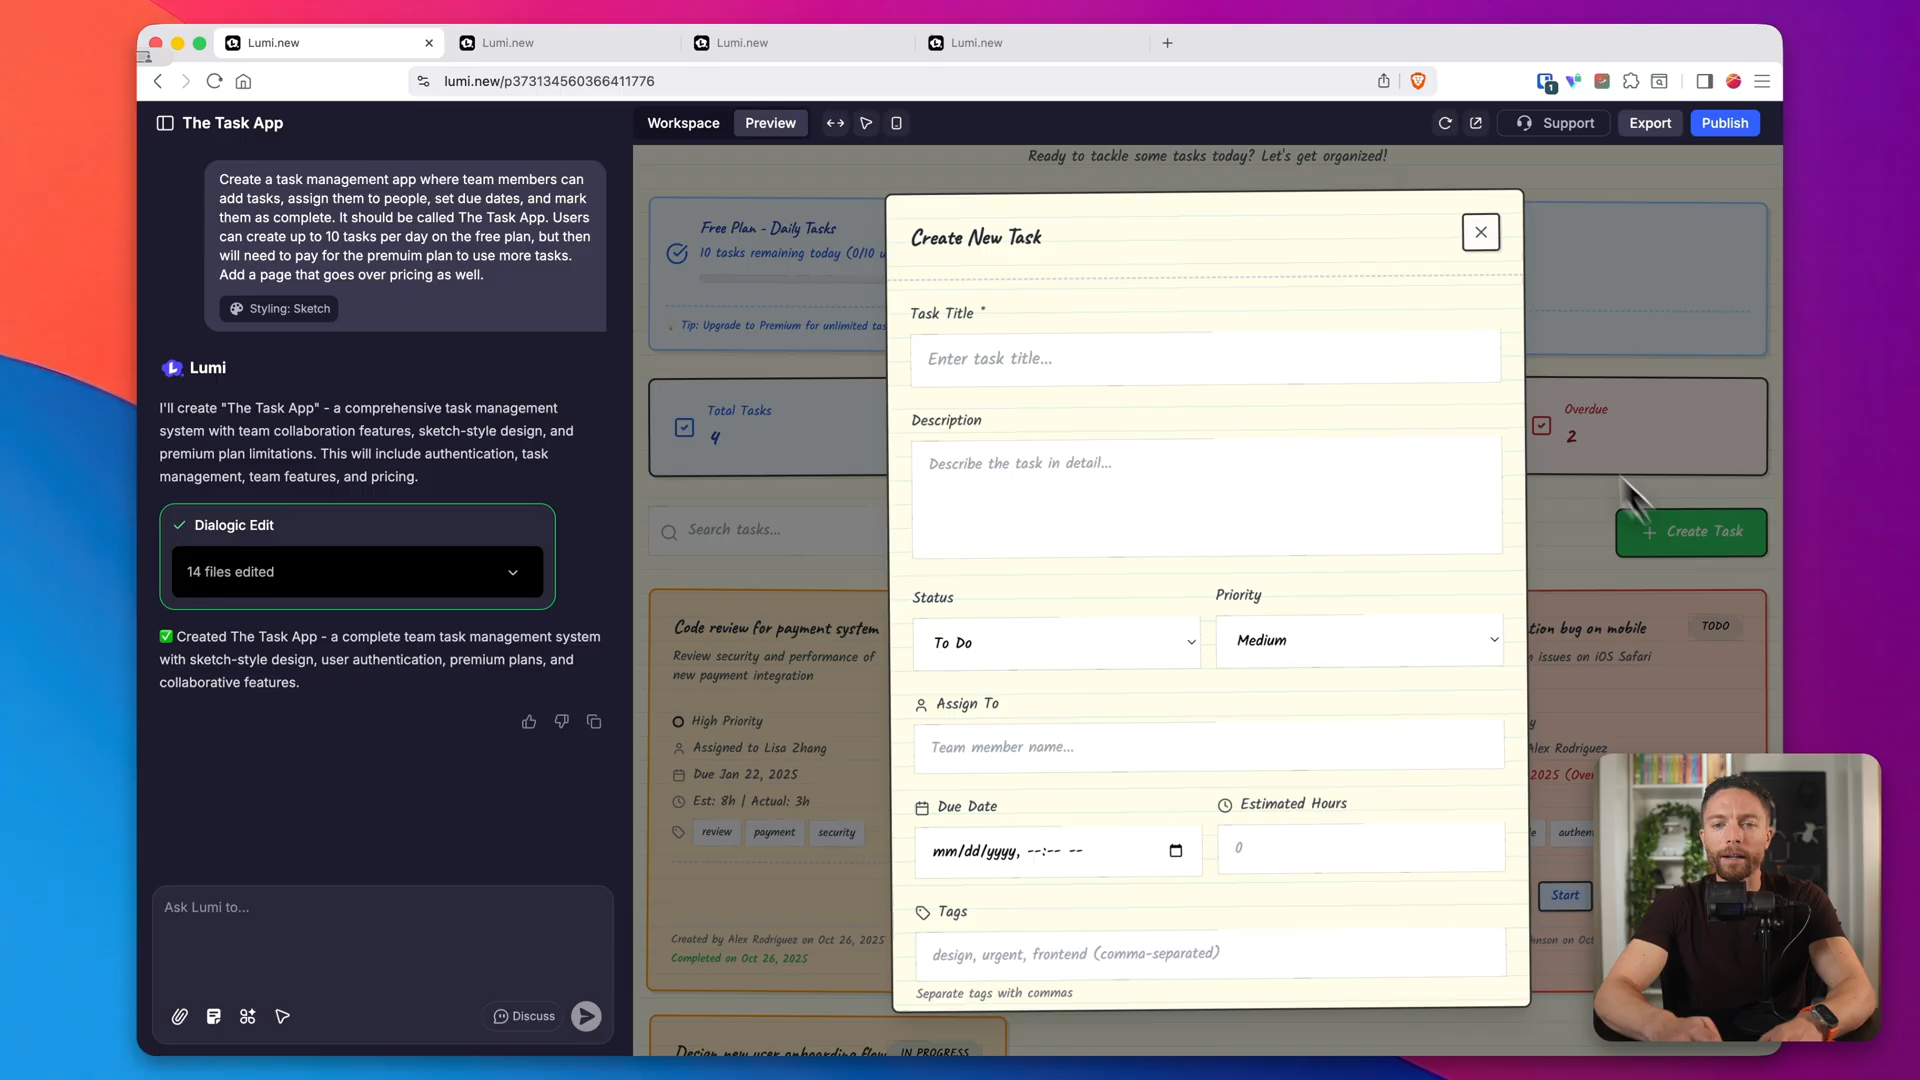 Lumi.new
Lumi.new
Lumi.new
Lumi.new
lumi.new/p373134560366411776
1
The Task App
Workspace
Preview
Support
Export
Publish
Create a task management app where team members can
add tasks, assign them to people, set due dates, and mark
them as complete. It should be called The Task App. Users
can create up to 10 tasks per day on the free plan, but then
will need to pay for the premuim plan to use more tasks.
Add a page that goes over pricing as well.
Styling: Sketch
Lumi
I'll create "The Task App" - a comprehensive task management
system with team collaboration features, sketch-style design, and
premium plan limitations. This will include authentication, task
management, team features, and pricing.
Dialogic Edit
14 files edited
Created The Task App - a complete team task management system
with sketch-style design, user authentication, premium plans, and
collaborative features.
Ask Lumi to...
Discuss
Ready to tackle some tasks today? Let's get organized!
Free Plan - Daily Tasks
10 tasks remaining today (0/10 u
Tip: Upgrade to Premium for unlimited tas
Total Tasks
4
Overdue
2
Search tasks...
+ Create Task
Code review for payment system
Review security and performance of
new payment integration
High Priority
Assigned to Lisa Zhang
Due Jan 22, 2025
Est: 8h | Actual: 3h
review
payment
security
Created by Alex Rodriguez on Oct 26, 2025
Completed on Oct 26, 2025
Design new user onboarding flow
IN PROGRESS
tion bug on mobile
TODO
issues on iOS Safari
Alex Rodriguez
2025 (Over
authen
Start
hnson on Oct
Create New Task
Task Title *
Enter task title...
Description
Describe the task in detail...
Status
Priority
To Do
Medium
Assign To
Team member name...
Due Date
Estimated Hours
mm/dd/yyyy, --:-- --
0
Tags
design, urgent, frontend (comma-separated)
Separate tags with commas